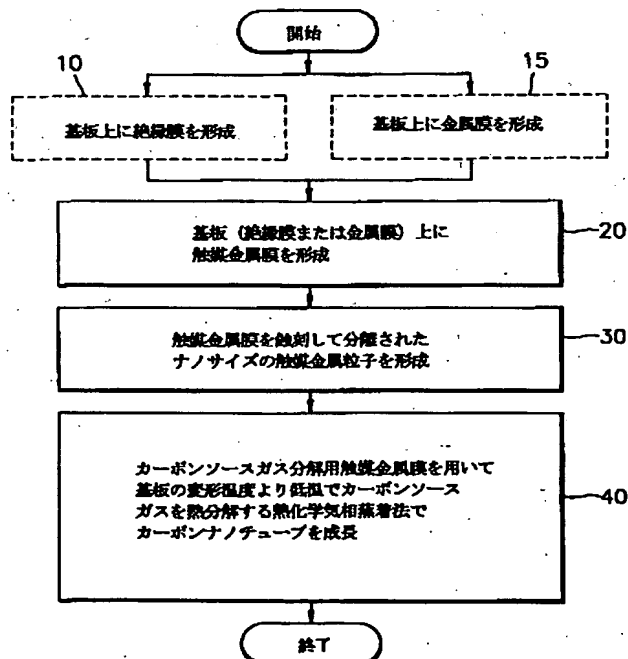 開始
10
15
基板上に絶縁膜を形成
基板上に金属膜を形成
基板（絶縁膜または金属膜）上に
触媒金属膜を形成
20
触媒金属膜を蝕刻して分離された
ナノサイズの触媒金属粒子を形成
30
カーボンソースガス分解用触媒金属膜を用いて
基板の変形温度より低温でカーボンソース
ガスを熱分解する熱化学気相蒸着法で
カーボンナノチューブを成長
40
終了